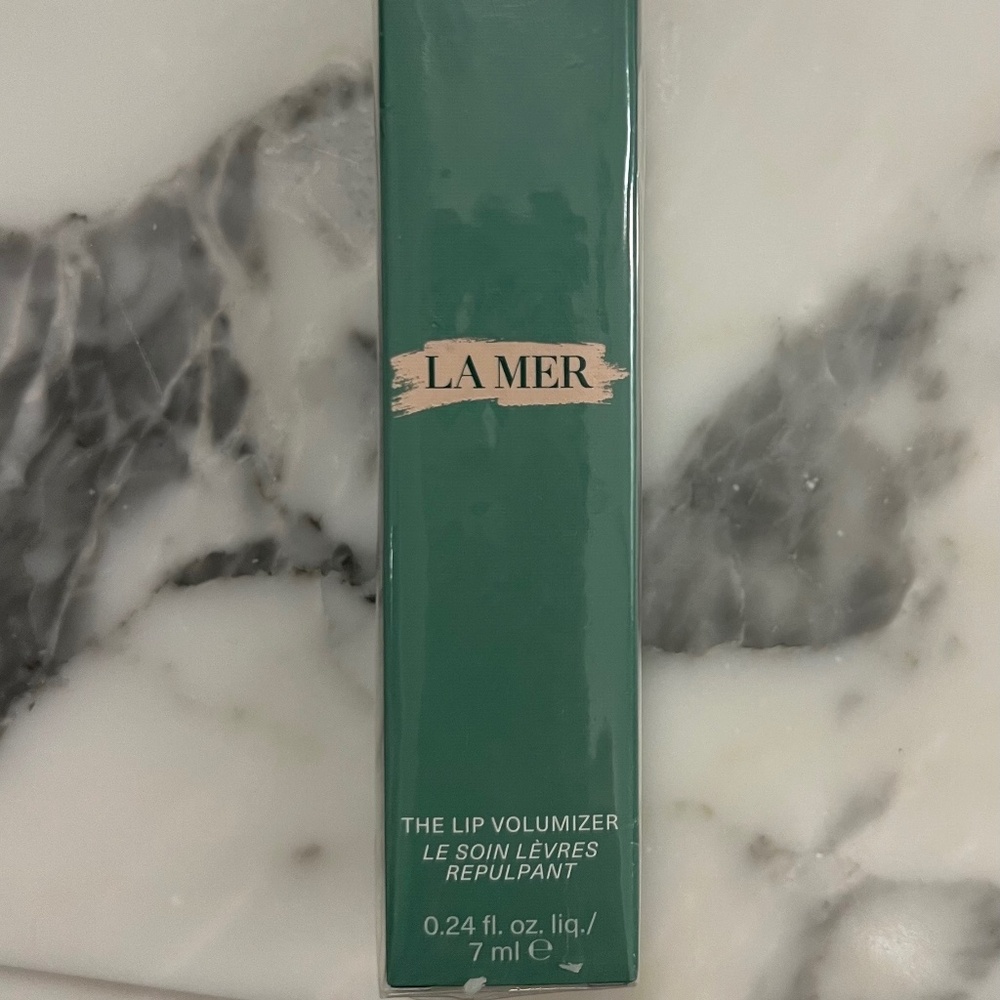 LA MER
THE LIP VOLUMIZER
LE SOIN LÈVRES
REPULPANT
0.24 fl. oz. liq./
7 ml ℮